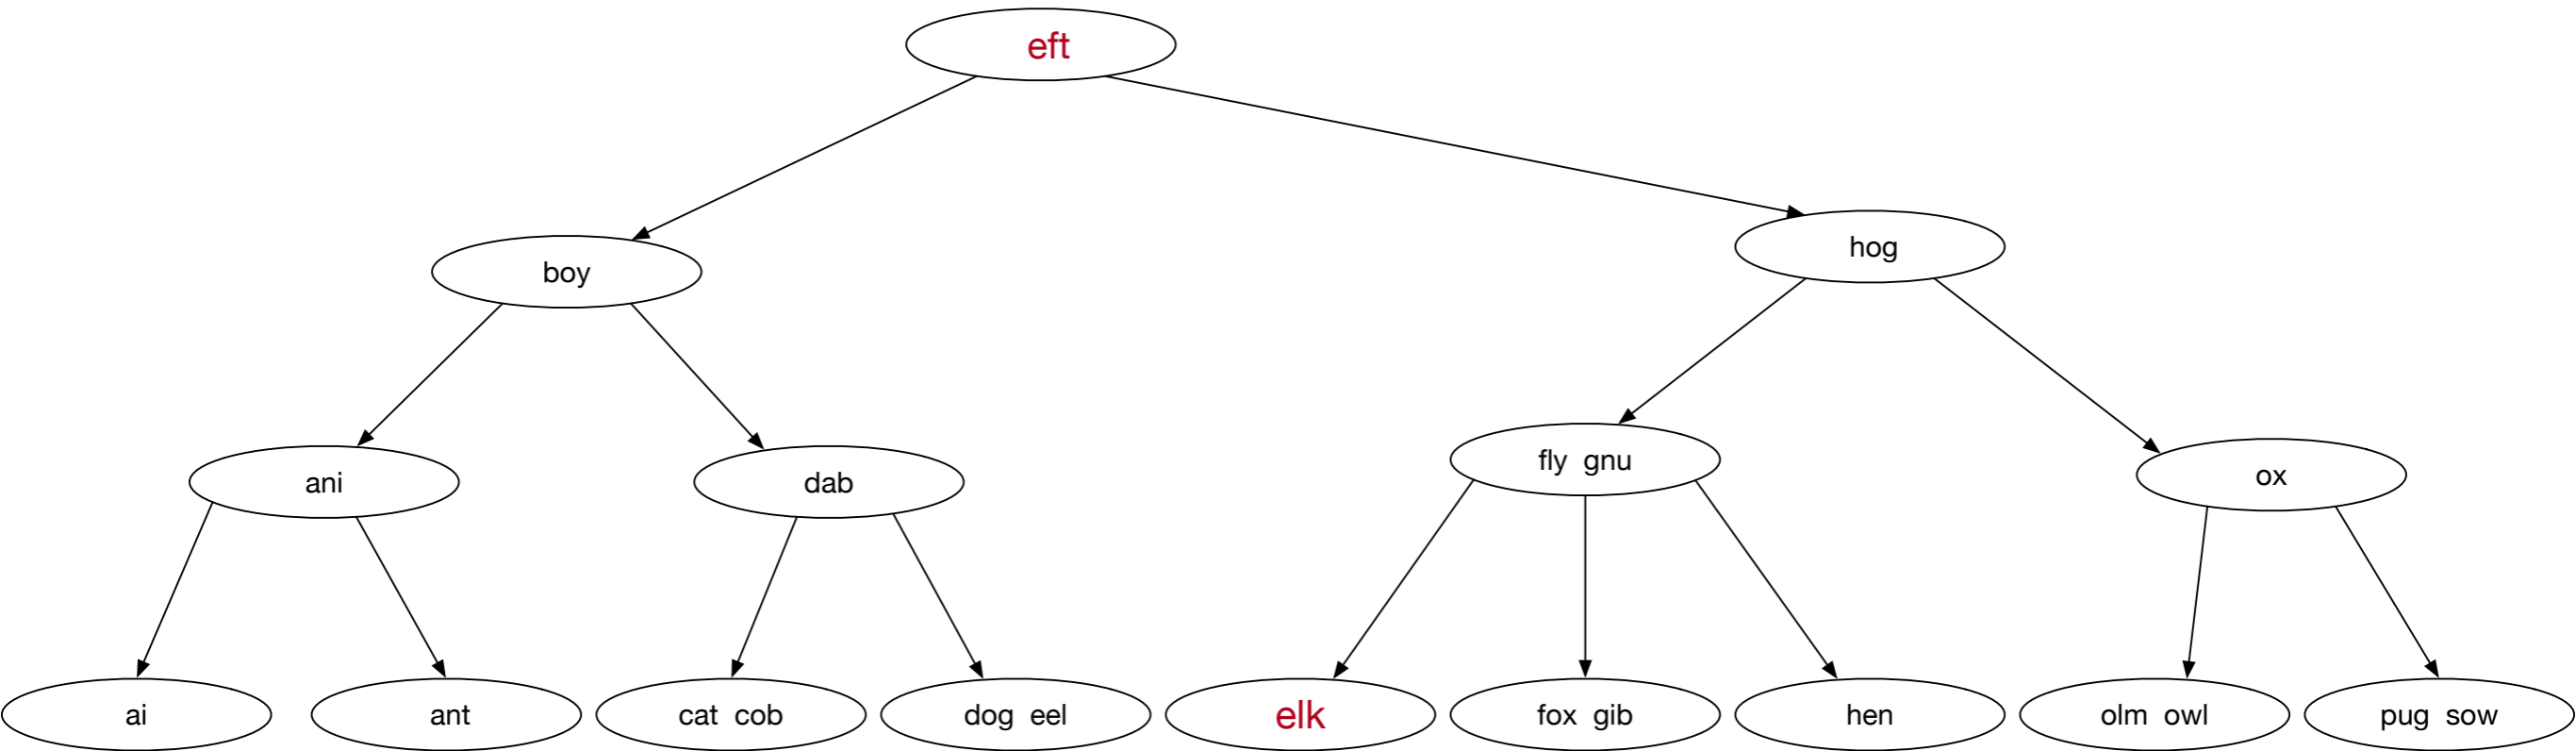 eft
boy
hog
ani
dab
fly gnu
ox
ai
ant
cat cob
dog eel
elk
fox gib
hen
olm owl
pug sow